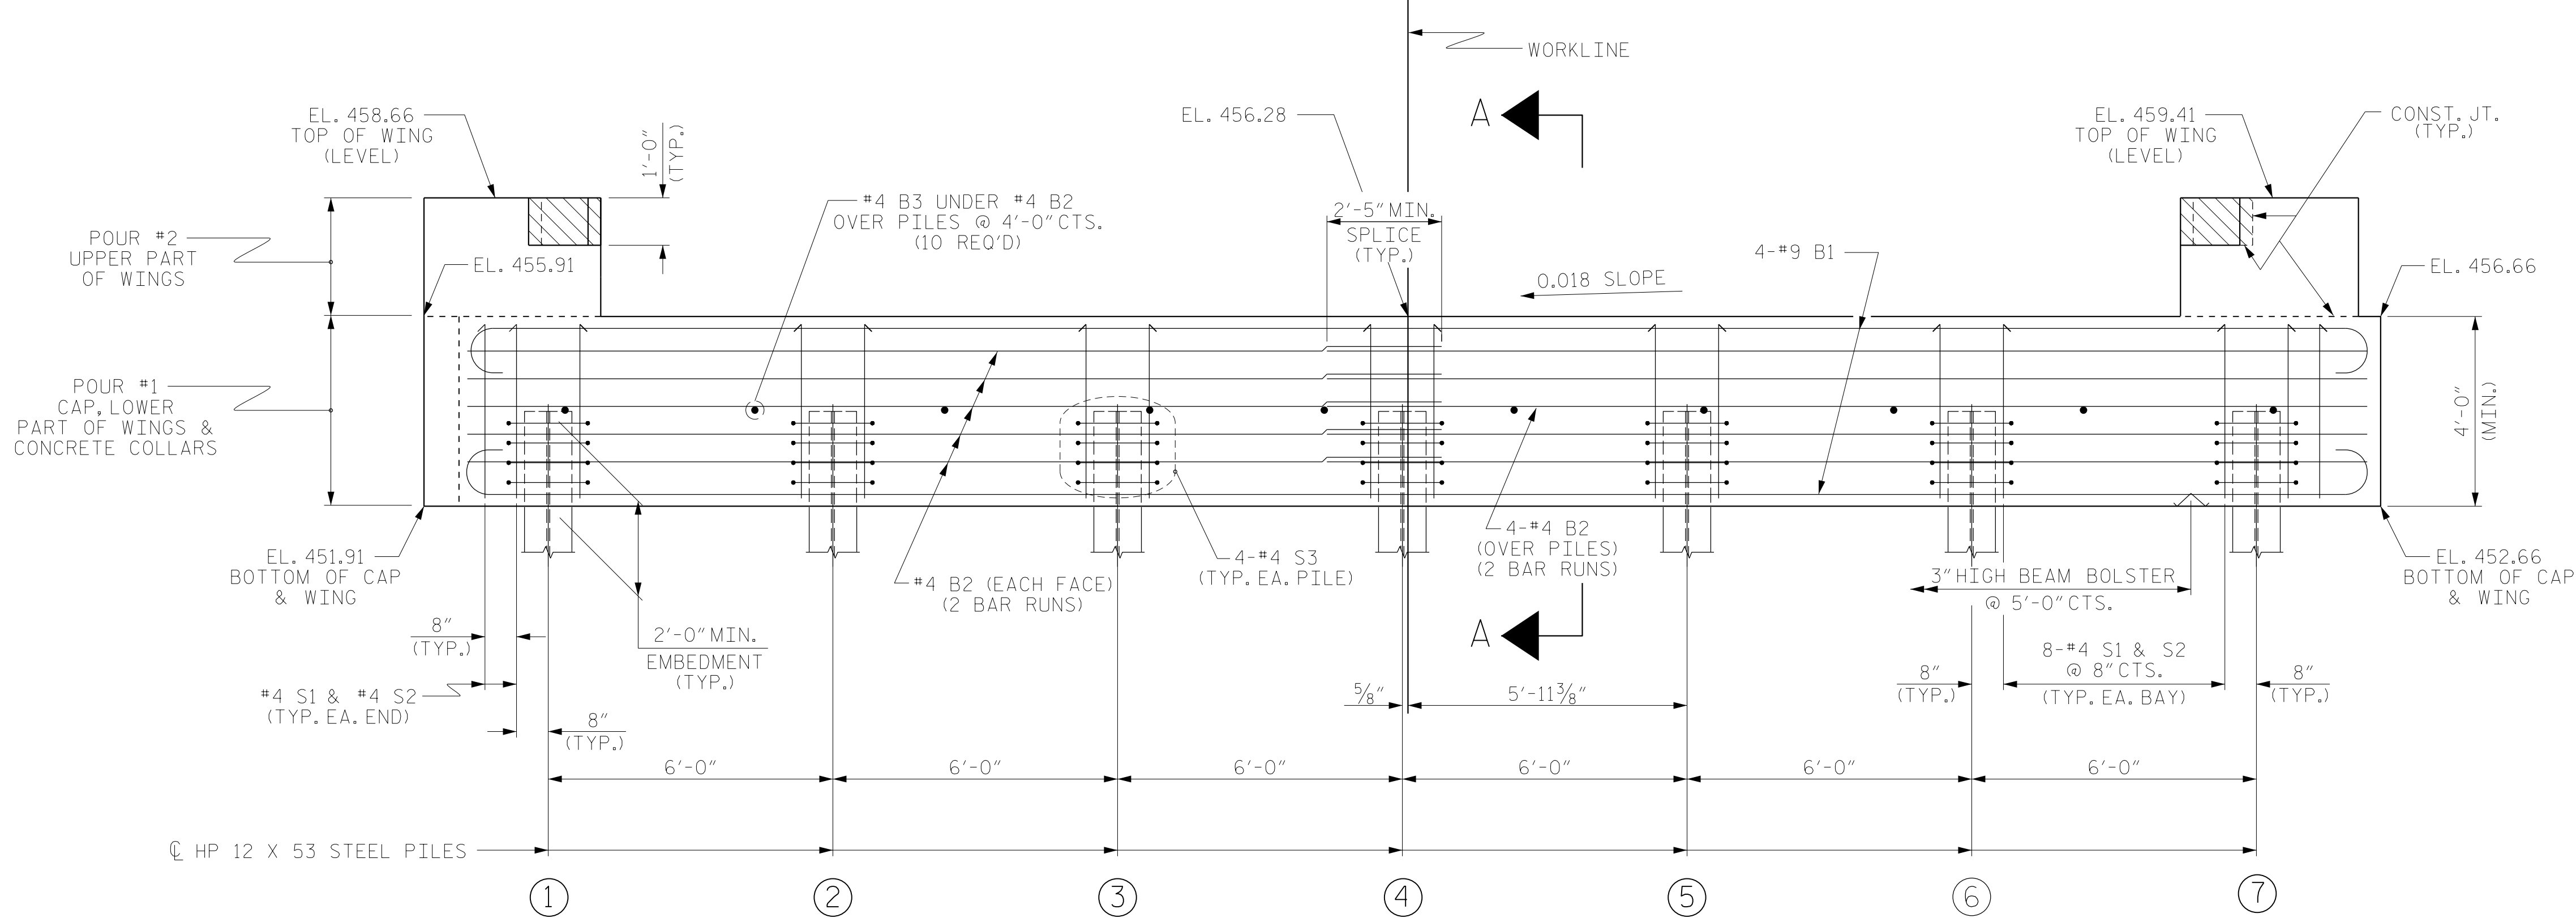 WORKLINE
A
EL. 458.66
TOP OF WING
(LEVEL)
1'-0"
(TYP.)
EL. 456.28
EL. 459.41
TOP OF WING
(LEVEL)
CONST. JT.
(TYP.)
#4 B3 UNDER #4 B2
OVER PILES @ 4'-0" CTS.
(10 REQ'D)
2'-5" MIN.
SPLICE
(TYP.)
POUR #2
UPPER PART
OF WINGS
EL. 455.91
4-#9 B1
0.018 SLOPE
EL. 456.66
POUR #1
CAP, LOWER
PART OF WINGS &
CONCRETE COLLARS
4'-0"
(MIN.)
EL. 451.91
BOTTOM OF CAP
& WING
#4 B2 (EACH FACE)
(2 BAR RUNS)
4-#4 S3
(TYP. EA. PILE)
4-#4 B2
(OVER PILES)
(2 BAR RUNS)
3" HIGH BEAM BOLSTER
@ 5'-0" CTS.
EL. 452.66
BOTTOM OF CAP
& WING
8"
(TYP.)
2'-0" MIN.
EMBEDMENT
(TYP.)
A
#4 S1 & #4 S2
(TYP. EA. END)
8"
(TYP.)
5/8"
5'-11 3/8"
8"
(TYP.)
8-#4 S1 & S2
@ 8" CTS.
(TYP. EA. BAY)
8"
(TYP.)
6'-0"
6'-0"
6'-0"
6'-0"
6'-0"
6'-0"
℄ HP 12 X 53 STEEL PILES
1
2
3
4
5
6
7